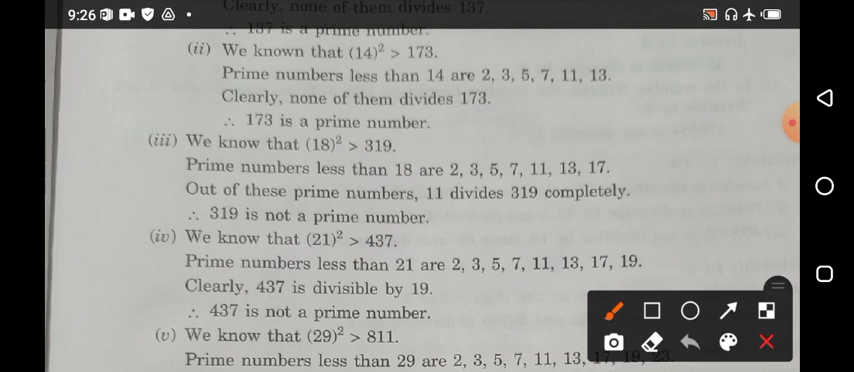 9:26
Clearly, none of them divides 137.
∴ 137 is a prime number.
(ii) We known that (14)² > 173.
Prime numbers less than 14 are 2, 3, 5, 7, 11, 13.
Clearly, none of them divides 173.
∴ 173 is a prime number.
(iii) We know that (18)² > 319.
Prime numbers less than 18 are 2, 3, 5, 7, 11, 13, 17.
Out of these prime numbers, 11 divides 319 completely.
∴ 319 is not a prime number.
(iv) We know that (21)² > 437.
Prime numbers less than 21 are 2, 3, 5, 7, 11, 13, 17, 19.
Clearly, 437 is divisible by 19.
∴ 437 is not a prime number.
(v) We know that (29)² > 811.
Prime numbers less than 29 are 2, 3, 5, 7, 11, 13, 17, 19, 23.